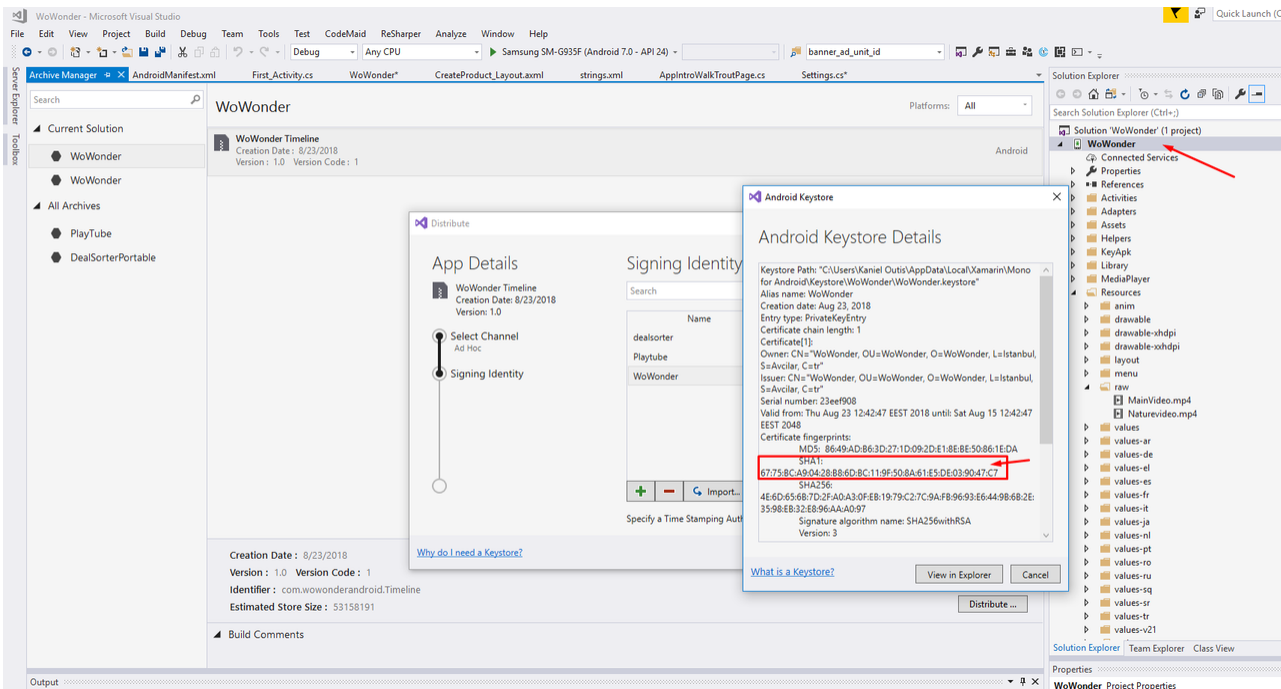 WoWonder - Microsoft Visual Studio
Quick Launch (C
File Edit View Project Build Debug Team Tools Test CodeMaid ReSharper Analyze Window Help
Debug Any CPU Samsung SM-G935F (Android 7.0 - API 24) banner_ad_unit_id
Server Explorer
Toolbox
Archive Manager AndroidManifest.xml First_Activity.cs WoWonder* CreateProduct_Layout.axml strings.xml AppIntroWalkTroutPage.cs Settings.cs*
Search
Current Solution
WoWonder
WoWonder
All Archives
PlayTube
DealSorterPortable
WoWonder
Platforms: All
WoWonder Timeline
Creation Date : 8/23/2018
Version : 1.0 Version Code : 1
Android
Distribute
App Details
WoWonder Timeline
Creation Date: 8/23/2018
Version: 1.0
Select Channel
Ad Hoc
Signing Identity
Signing Identity
Search
Name
dealsorter
Playtube
WoWonder
Import...
Specify a Time Stamping Auth
Why do I need a Keystore?
Android Keystore
Android Keystore Details
Keystore Path: "C:\Users\Kaniel Outis\AppData\Local\Xamarin\Mono
for Android\Keystore\WoWonder\WoWonder.keystore"
Alias name: WoWonder
Creation date: Aug 23, 2018
Entry type: PrivateKeyEntry
Certificate chain length: 1
Certificate[1]:
Owner: CN="WoWonder, OU=WoWonder, O=WoWonder, L=Istanbul,
S=Avcilar, C=tr"
Issuer: CN="WoWonder, OU=WoWonder, O=WoWonder, L=Istanbul,
S=Avcilar, C=tr"
Serial number: 23eef908
Valid from: Thu Aug 23 12:42:47 EEST 2018 until: Sat Aug 15 12:42:47
EEST 2048
Certificate fingerprints:
MD5: 86:49:AD:B6:3D:27:1D:09:2D:E1:8E:BE:50:86:1E:DA
SHA1:
67:75:BC:A9:04:28:B8:6D:BC:11:9F:50:8A:61:E5:DE:03:90:47:C7
SHA256:
4E:6D:65:6B:7D:2F:A0:A3:0F:EB:19:79:C2:7C:9A:FB:96:93:E6:44:9B:6B:2E:
35:98:EB:32:E8:96:AA:A0:97
Signature algorithm name: SHA256withRSA
Version: 3
What is a Keystore?
View in Explorer Cancel
Creation Date : 8/23/2018
Version : 1.0 Version Code : 1
Identifier : com.wowonderandroid.Timeline
Estimated Store Size : 53158191
Distribute ...
Build Comments
Output
Solution Explorer
Search Solution Explorer (Ctrl+;)
Solution 'WoWonder' (1 project)
WoWonder
Connected Services
Properties
References
Activities
Adapters
Assets
Helpers
KeyApk
Library
MediaPlayer
Resources
anim
drawable
drawable-xhdpi
drawable-xxhdpi
layout
menu
raw
MainVideo.mp4
Naturevideo.mp4
values
values-ar
values-de
values-el
values-es
values-fr
values-it
values-ja
values-nl
values-pt
values-ro
values-ru
values-sq
values-sr
values-tr
values-v21
Solution Explorer Team Explorer Class View
Properties
WoWonder Project Properties